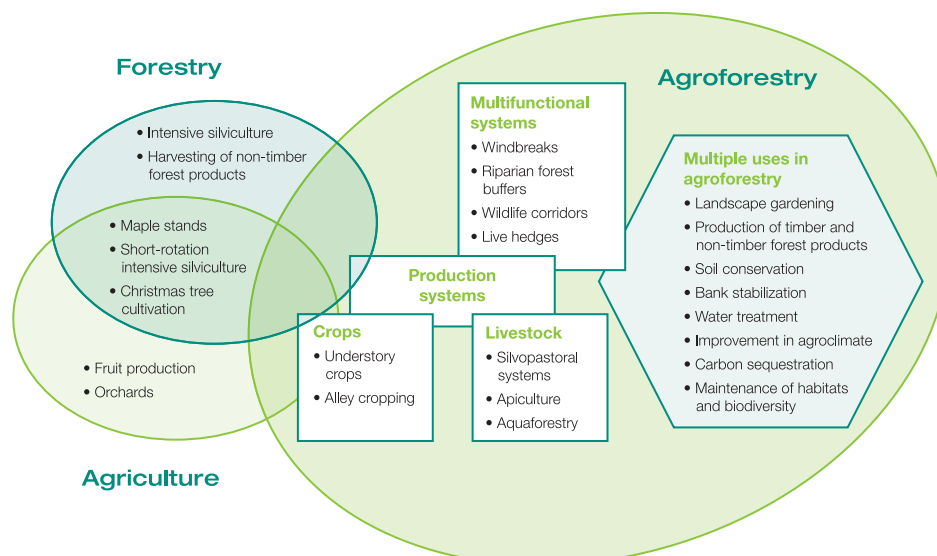 Forestry
• Intensive silviculture
• Harvesting of non-timber
forest products
• Maple stands
• Short-rotation
intensive silviculture
• Christmas tree
cultivation
• Fruit production
• Orchards
Agriculture
Agroforestry
Multifunctional
systems
• Windbreaks
• Riparian forest
buffers
• Wildlife corridors
• Live hedges
Production
systems
Crops
• Understory
crops
• Alley cropping
Livestock
• Silvopastoral
systems
• Apiculture
• Aquaforestry
Multiple uses in
agroforestry
• Landscape gardening
• Production of timber and
non-timber forest products
• Soil conservation
• Bank stabilization
• Water treatment
• Improvement in agroclimate
• Carbon sequestration
• Maintenance of habitats
and biodiversity